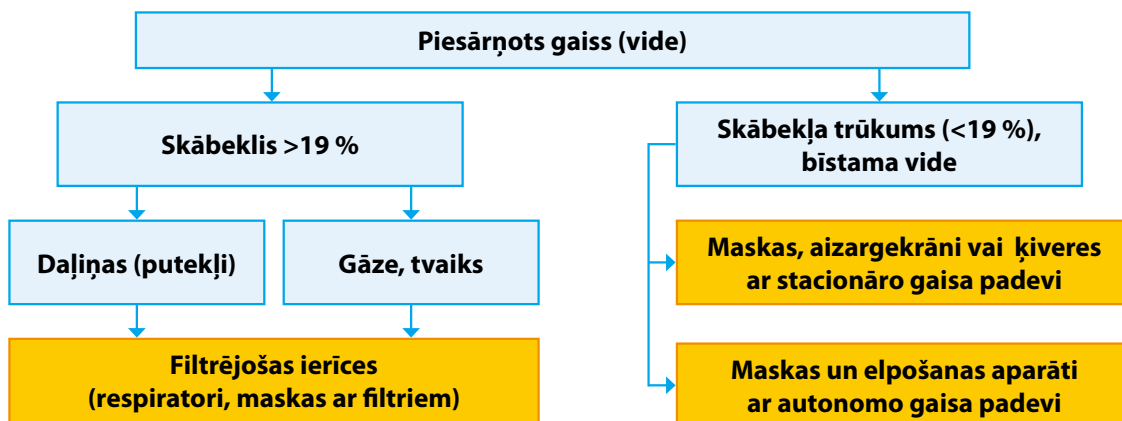 Piesārņots gaiss (vide)
Skābeklis >19 %
Skābekļa trūkums (<19 %),
bīstama vide
Daļiņas (putekļi)
Gāze, tvaiks
Maskas, aizargekrāni vai ķiveres
ar stacionāro gaisa padevi
Filtrējošas ierīces
(respiratori, maskas ar filtriem)
Maskas un elpošanas aparāti
ar autonomo gaisa padevi